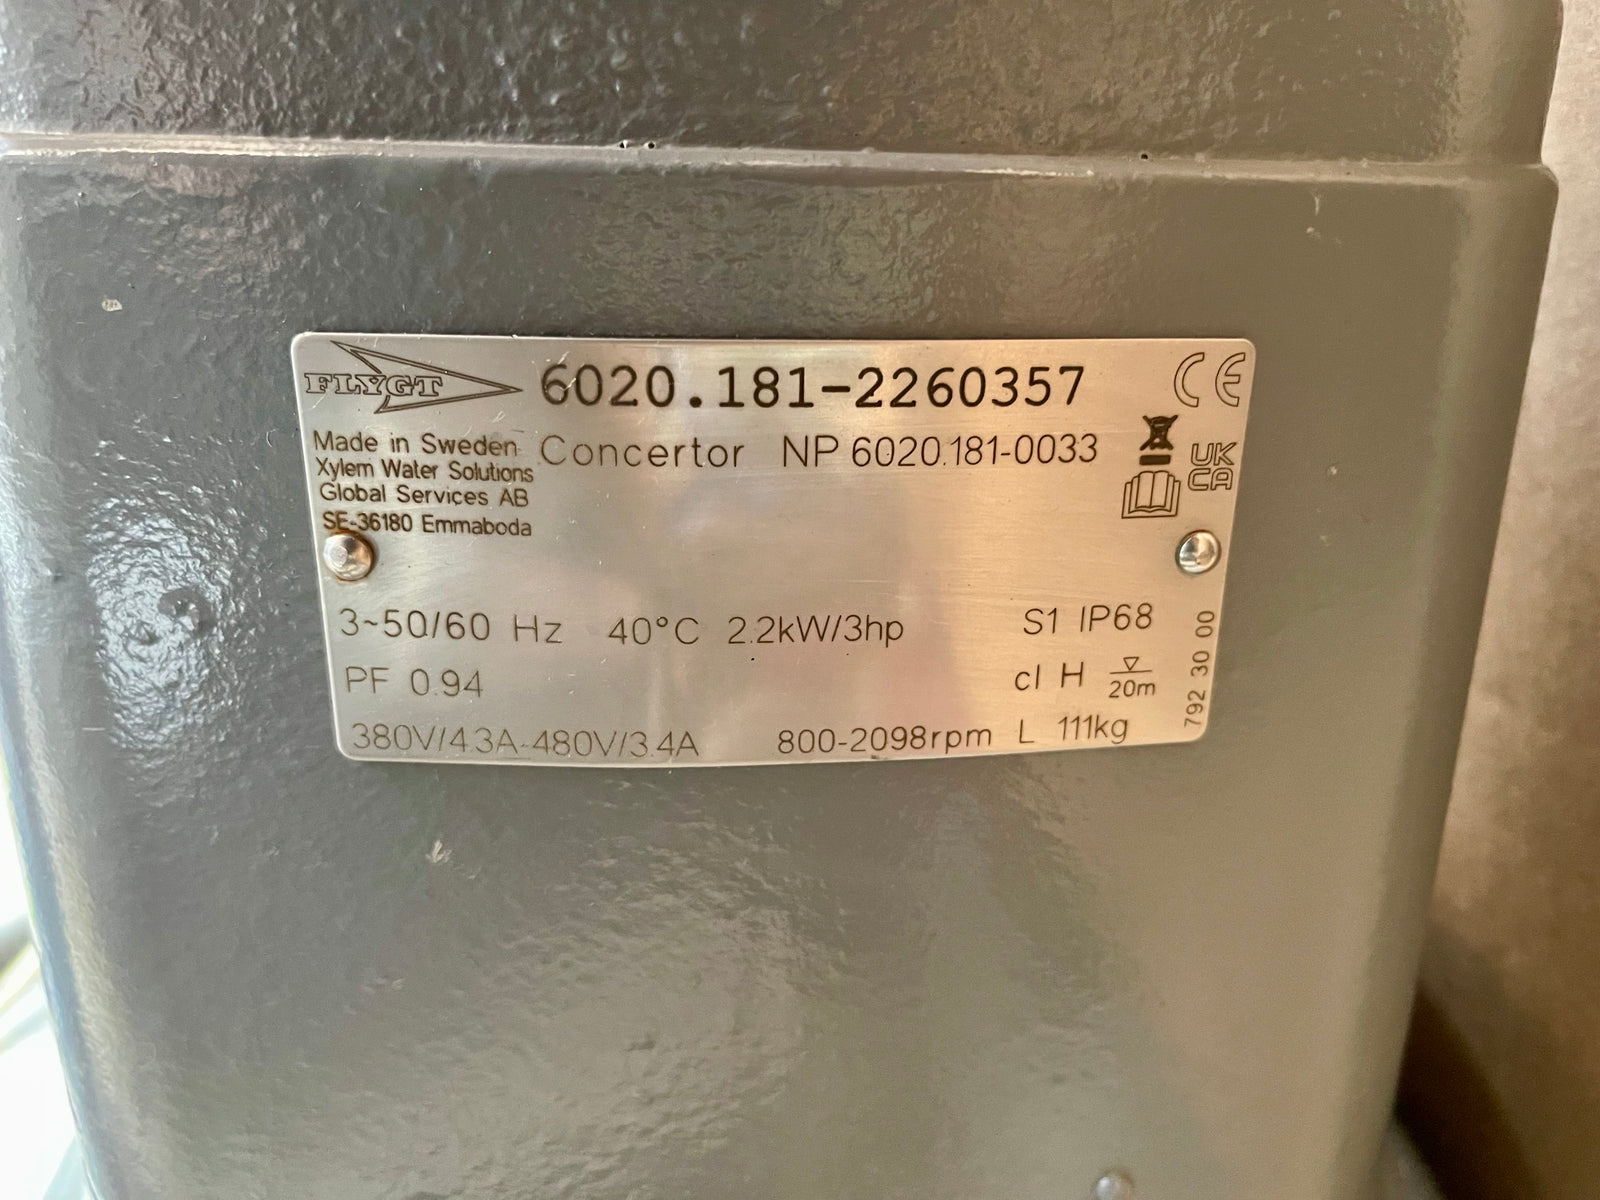 FLYGT 6020.181-2260357 CE
Made in Sweden Concertor NP 6020.181-0033
Xylem Water Solutions
Global Services AB
SE-36180 Emmaboda
UK
CA
3~50/60 Hz 40°C 2.2kW/3hp S1 IP68
PF 0.94 cl H 20m
380V/4.3A-480V/3.4A 800-2098rpm L 111kg
792 30 00